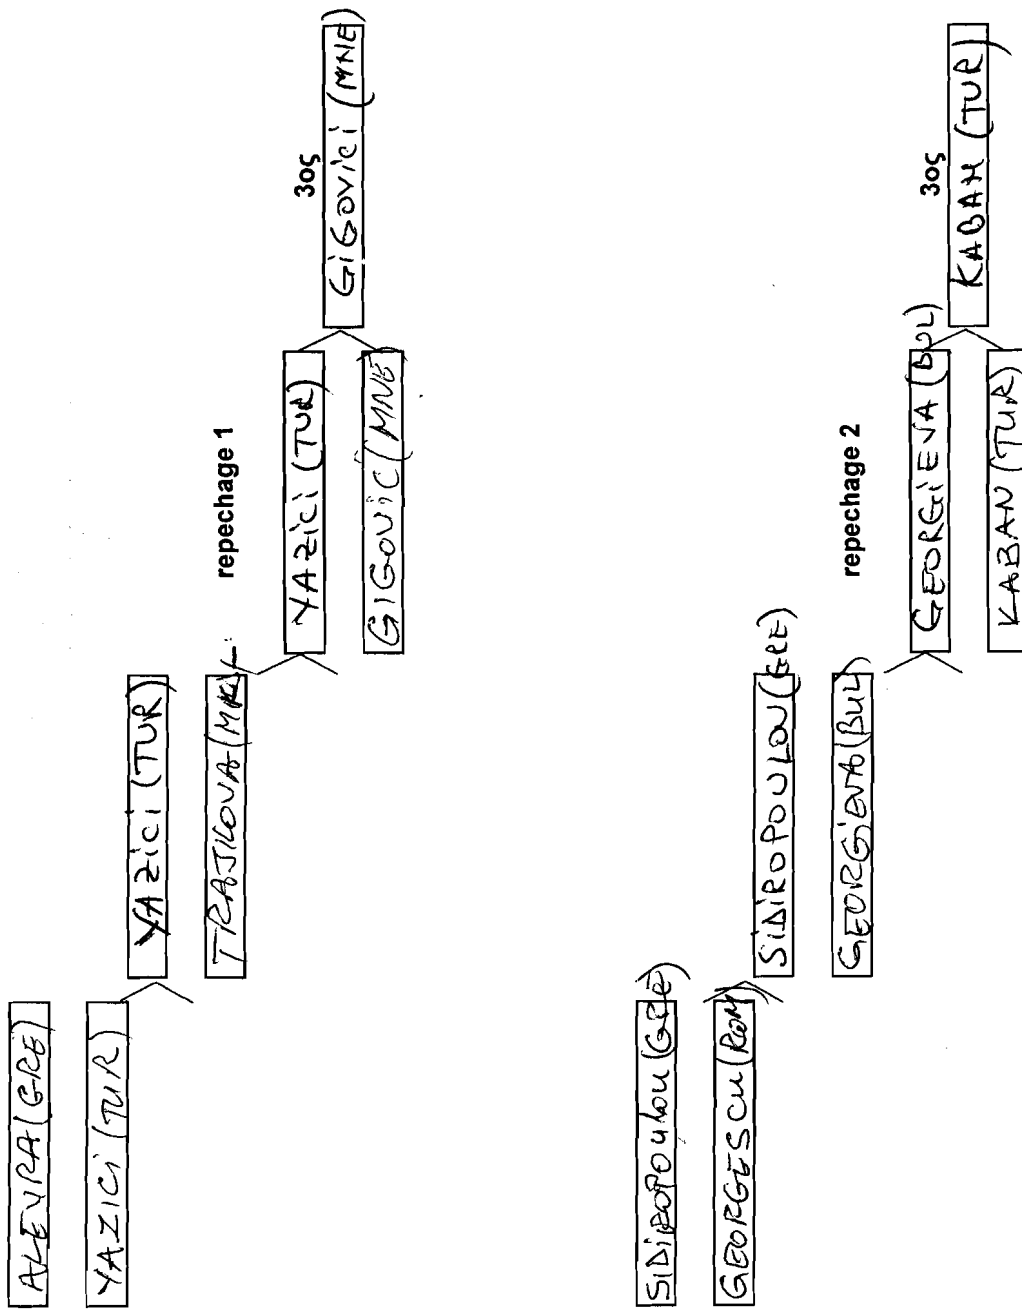 ALEVRA (GRE)
YAZICI (TUR)
YAZiCi (TUR)
TRAJKOVA (MK
repechage 1
YAZiCi (TUR)
GIGOVIC (MNE
3ος
GiGOViCi (MNE)
SIDIROPOULOU (GRE)
GEORGESCU (ROM)
SiDiROPOULOU (GRE)
GEORGiEVA (BUL)
repechage 2
GEORGiEVA (BUL)
KABAN (TUR)
3ος
KABAN (TUR)